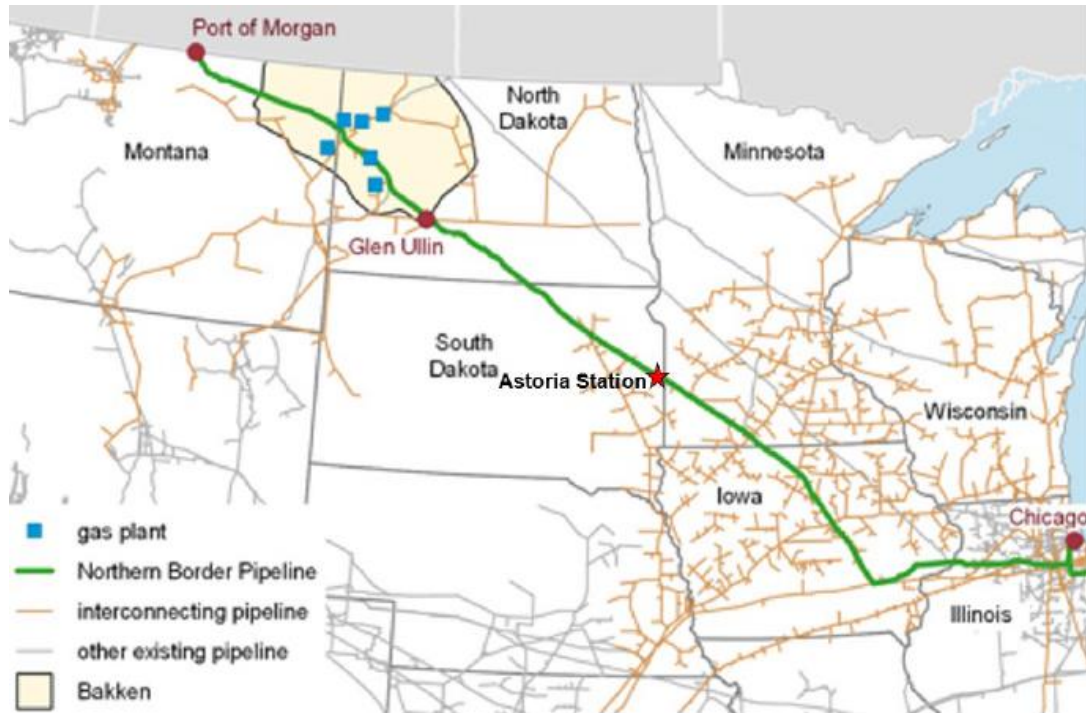 Port of Morgan
North
Dakota
Montana
Minnesota
Glen Ullin
South
Dakota
Astoria Station
Wisconsin
Iowa
Chicago
Illinois
gas plant
Northern Border Pipeline
interconnecting pipeline
other existing pipeline
Bakken